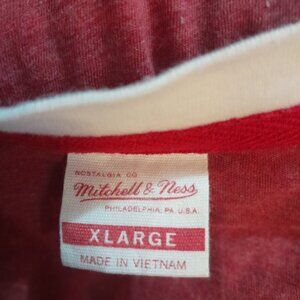 NOSTALGIA CO.
Mitchell & Ness
PHILADELPHIA, PA. U.S.A.
XLARGE
MADE IN VIETNAM